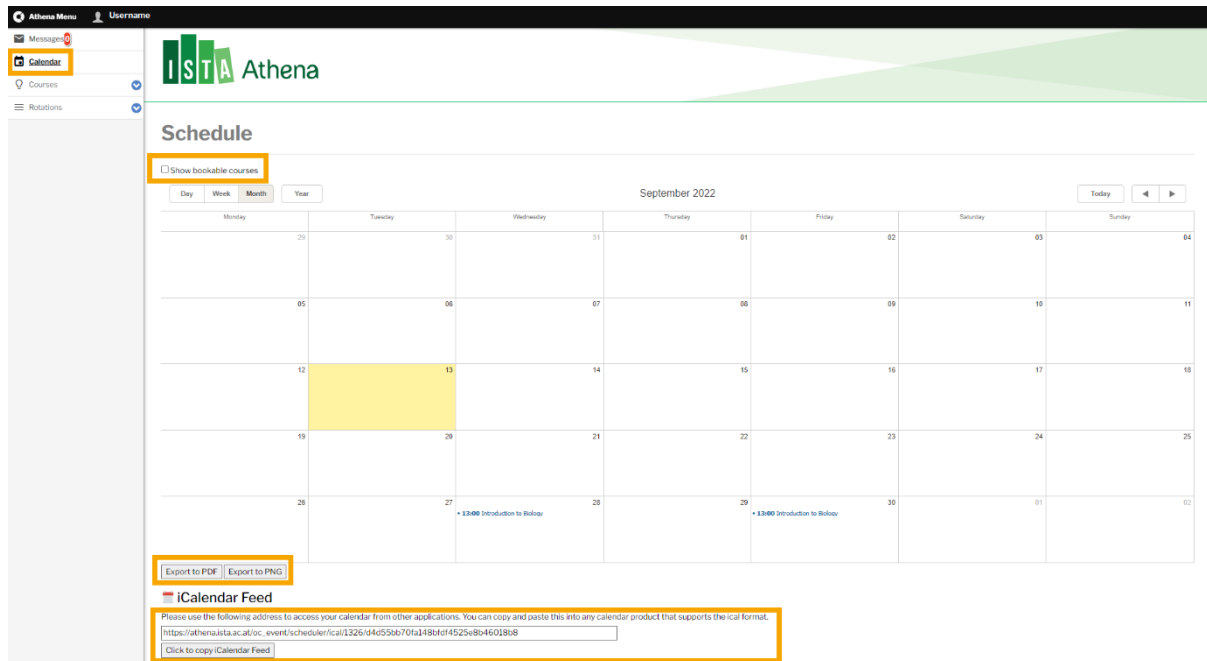 Athena Menu Username
Messages 0
Calendar
Courses
Rotations
ISTA Athena
Schedule
Show bookable courses
Day Week Month Year September 2022 Today
Monday Tuesday Wednesday Thursday Friday Saturday Sunday
29 30 31 01 02 03 04
05 06 07 08 09 10 11
12 13 14 15 16 17 18
19 20 21 22 23 24 25
26 27 28 29 30 01 02
• 13:00 Introduction to Biology • 13:00 Introduction to Biology
Export to PDF Export to PNG
iCalendar Feed
Please use the following address to access your calendar from other applications. You can copy and paste this into any calendar product that supports the ical format.
https://athena.ista.ac.at/oc_event/scheduler/ical/1326/d4d55bb70fa148bfdf4525e8b46018b8
Click to copy iCalendar Feed